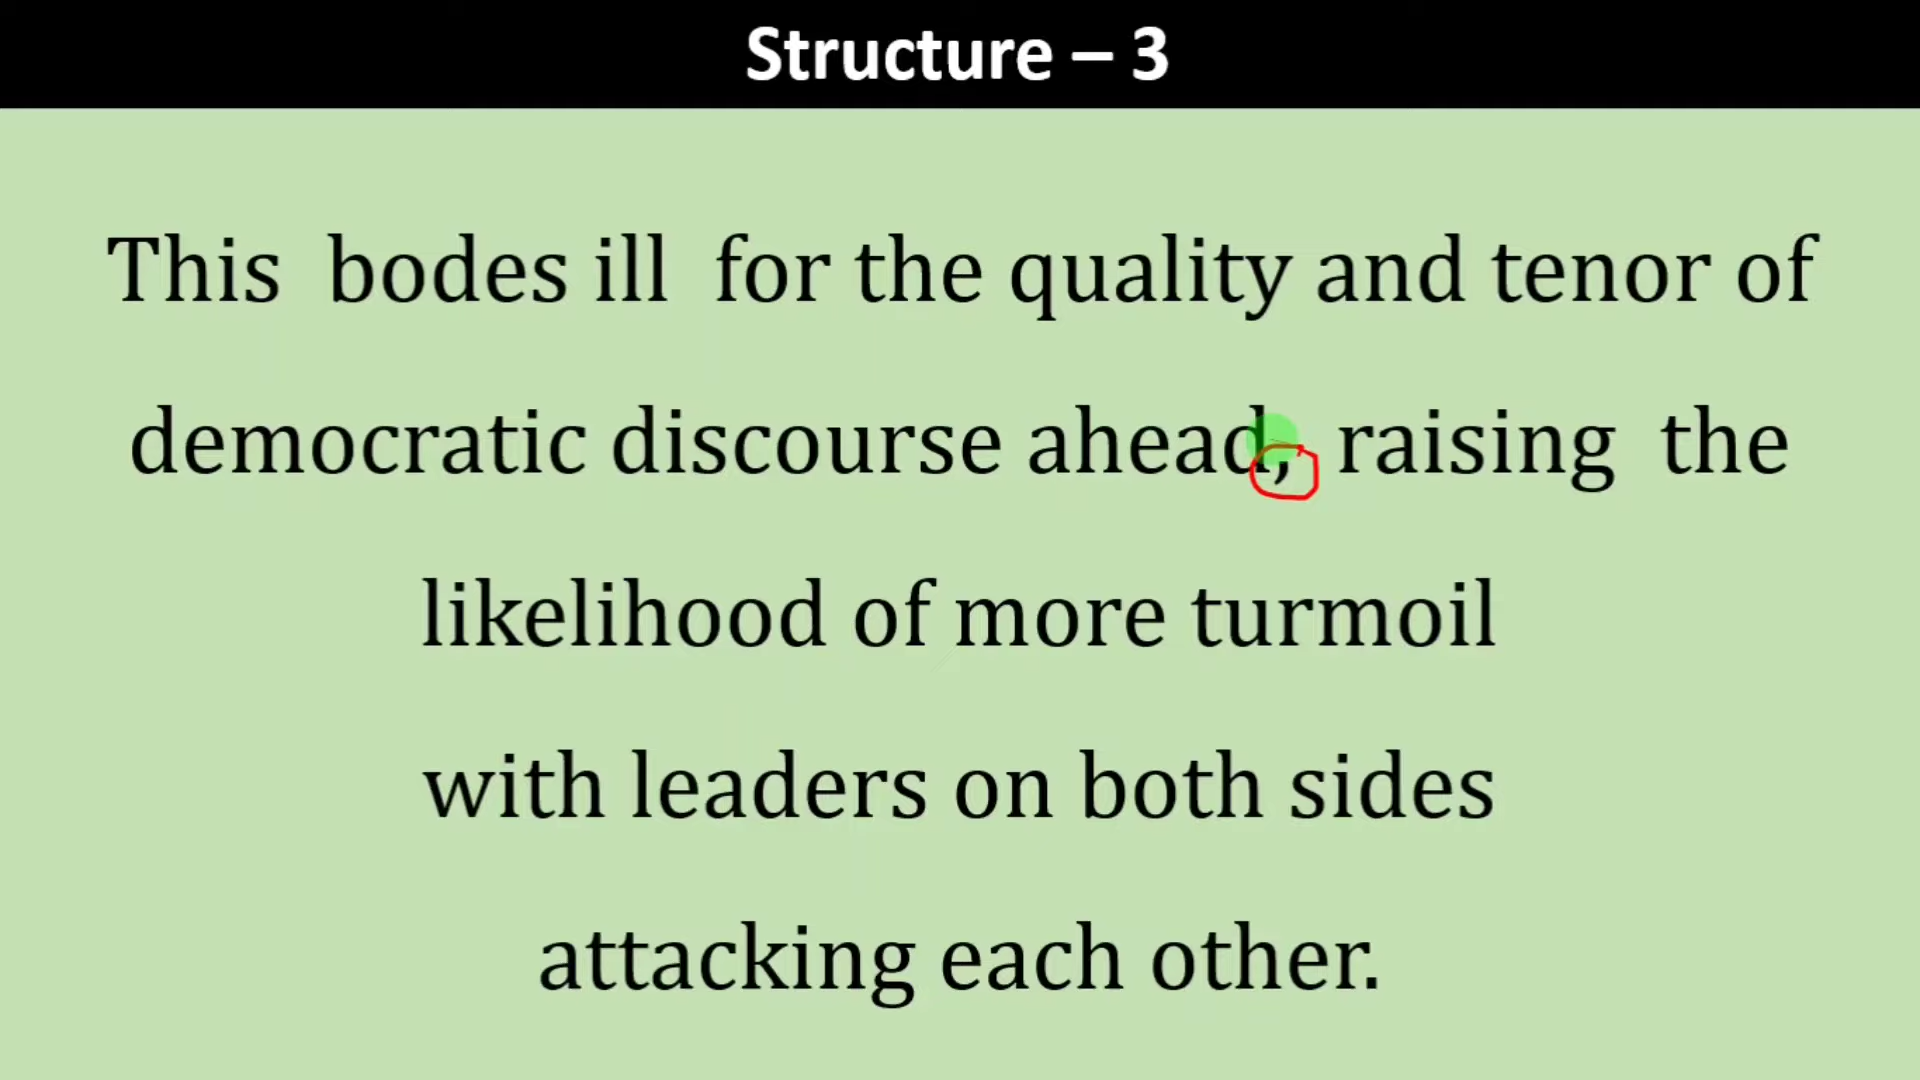 Structure – 3
This bodes ill for the quality and tenor of
democratic discourse ahead, raising the
likelihood of more turmoil
with leaders on both sides
attacking each other.